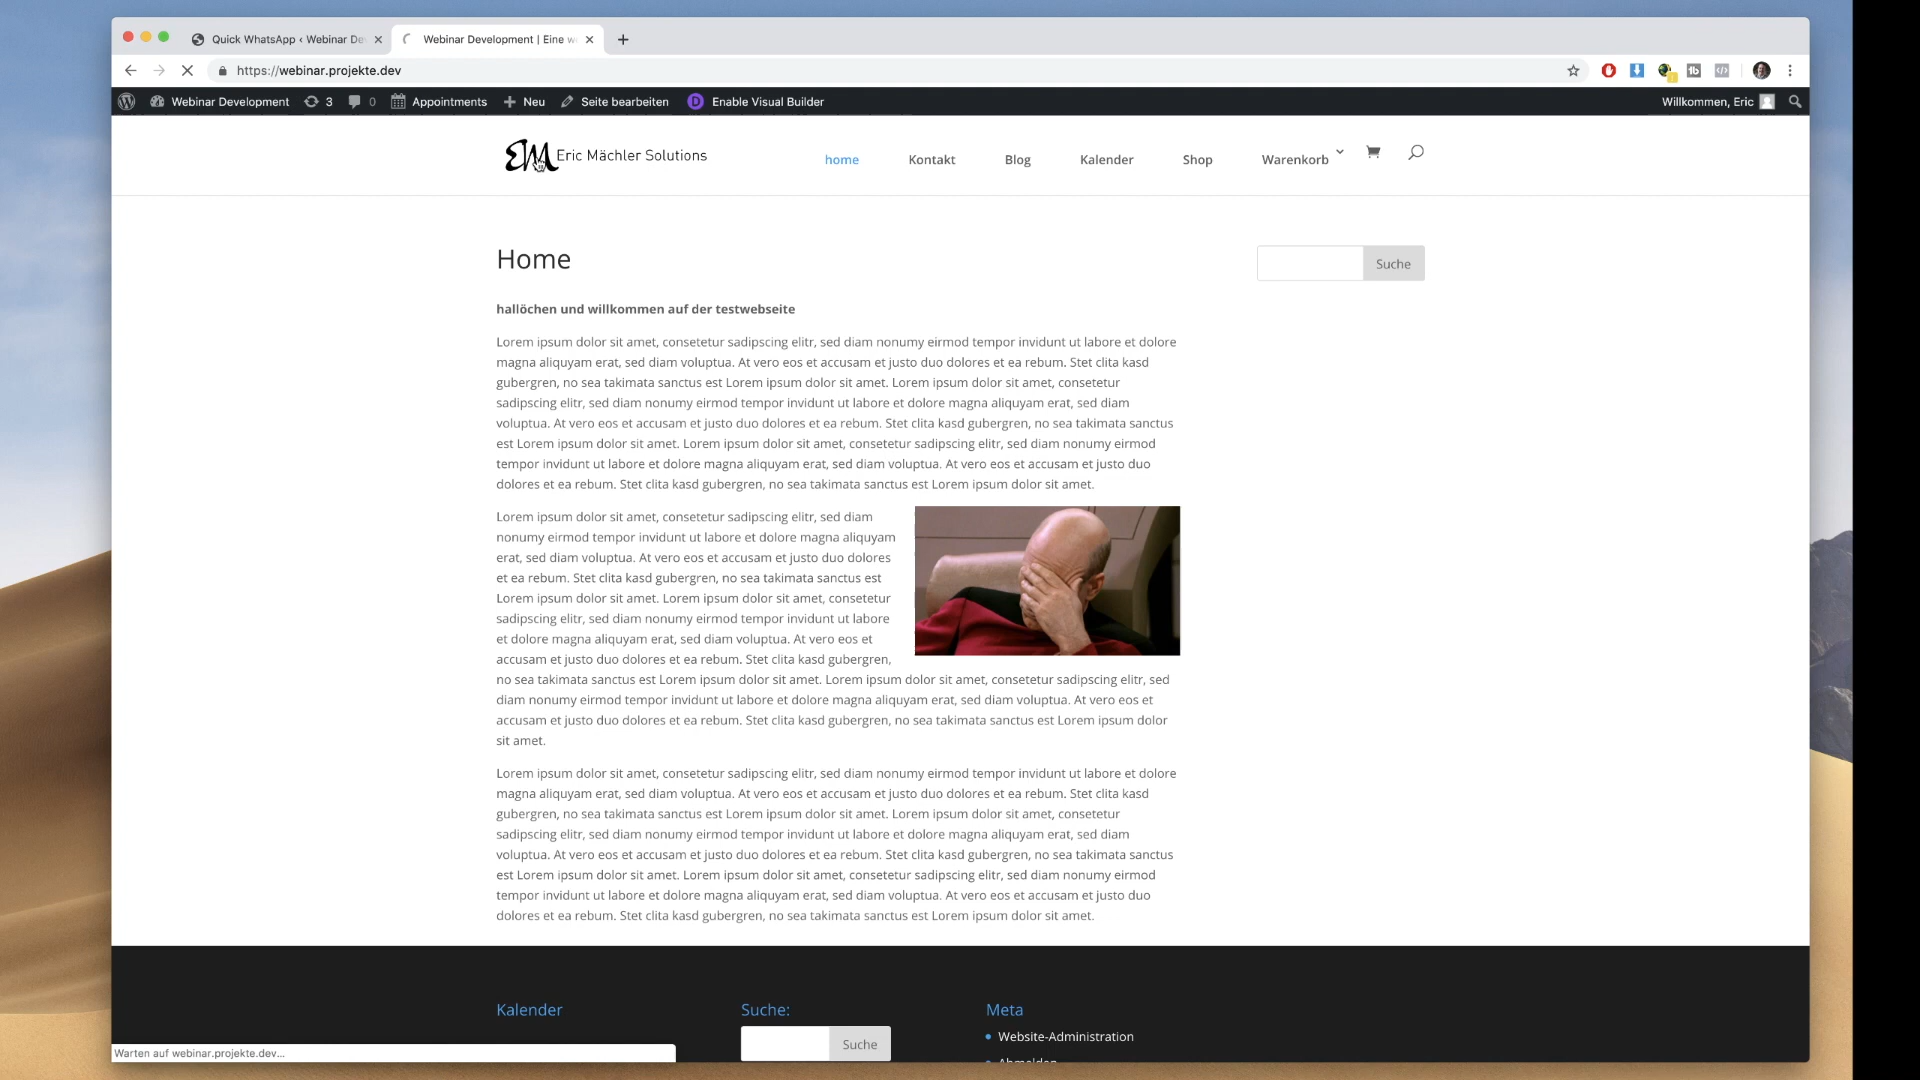 Quick WhatsApp ‹ Webinar De
Webinar Development | Eine w
https://webinar.projekte.dev
Webinar Development 3 0 Appointments Neu Seite bearbeiten D Enable Visual Builder Willkommen, Eric
EM Eric Mächler Solutions
home Kontakt Blog Kalender Shop Warenkorb
Home
Suche
hallöchen und willkommen auf der testwebseite
Lorem ipsum dolor sit amet, consetetur sadipscing elitr, sed diam nonumy eirmod tempor invidunt ut labore et dolore
magna aliquyam erat, sed diam voluptua. At vero eos et accusam et justo duo dolores et ea rebum. Stet clita kasd
gubergren, no sea takimata sanctus est Lorem ipsum dolor sit amet. Lorem ipsum dolor sit amet, consetetur
sadipscing elitr, sed diam nonumy eirmod tempor invidunt ut labore et dolore magna aliquyam erat, sed diam
voluptua. At vero eos et accusam et justo duo dolores et ea rebum. Stet clita kasd gubergren, no sea takimata sanctus
est Lorem ipsum dolor sit amet. Lorem ipsum dolor sit amet, consetetur sadipscing elitr, sed diam nonumy eirmod
tempor invidunt ut labore et dolore magna aliquyam erat, sed diam voluptua. At vero eos et accusam et justo duo
dolores et ea rebum. Stet clita kasd gubergren, no sea takimata sanctus est Lorem ipsum dolor sit amet.
Lorem ipsum dolor sit amet, consetetur sadipscing elitr, sed diam
nonumy eirmod tempor invidunt ut labore et dolore magna aliquyam
erat, sed diam voluptua. At vero eos et accusam et justo duo dolores
et ea rebum. Stet clita kasd gubergren, no sea takimata sanctus est
Lorem ipsum dolor sit amet. Lorem ipsum dolor sit amet, consetetur
sadipscing elitr, sed diam nonumy eirmod tempor invidunt ut labore
et dolore magna aliquyam erat, sed diam voluptua. At vero eos et
accusam et justo duo dolores et ea rebum. Stet clita kasd gubergren,
no sea takimata sanctus est Lorem ipsum dolor sit amet. Lorem ipsum dolor sit amet, consetetur sadipscing elitr, sed
diam nonumy eirmod tempor invidunt ut labore et dolore magna aliquyam erat, sed diam voluptua. At vero eos et
accusam et justo duo dolores et ea rebum. Stet clita kasd gubergren, no sea takimata sanctus est Lorem ipsum dolor
sit amet.
Lorem ipsum dolor sit amet, consetetur sadipscing elitr, sed diam nonumy eirmod tempor invidunt ut labore et dolore
magna aliquyam erat, sed diam voluptua. At vero eos et accusam et justo duo dolores et ea rebum. Stet clita kasd
gubergren, no sea takimata sanctus est Lorem ipsum dolor sit amet. Lorem ipsum dolor sit amet, consetetur
sadipscing elitr, sed diam nonumy eirmod tempor invidunt ut labore et dolore magna aliquyam erat, sed diam
voluptua. At vero eos et accusam et justo duo dolores et ea rebum. Stet clita kasd gubergren, no sea takimata sanctus
est Lorem ipsum dolor sit amet. Lorem ipsum dolor sit amet, consetetur sadipscing elitr, sed diam nonumy eirmod
tempor invidunt ut labore et dolore magna aliquyam erat, sed diam voluptua. At vero eos et accusam et justo duo
dolores et ea rebum. Stet clita kasd gubergren, no sea takimata sanctus est Lorem ipsum dolor sit amet.
Kalender
Suche:
Suche
Meta
Website-Administration
Abmelden
Warten auf webinar.projekte.dev...